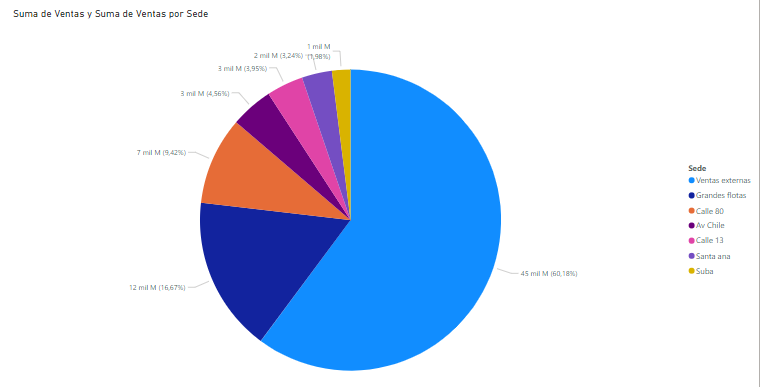 Suma de Ventas y Suma de Ventas por Sede
1 mil M
(1,98%)
2 mil M (3,24%)
3 mil M (3,95%)
3 mil M (4,56%)
7 mil M (9,42%)
12 mil M (16,67%)
45 mil M (60,18%)
Sede
Ventas externas
Grandes flotas
Calle 80
Av Chile
Calle 13
Santa ana
Suba